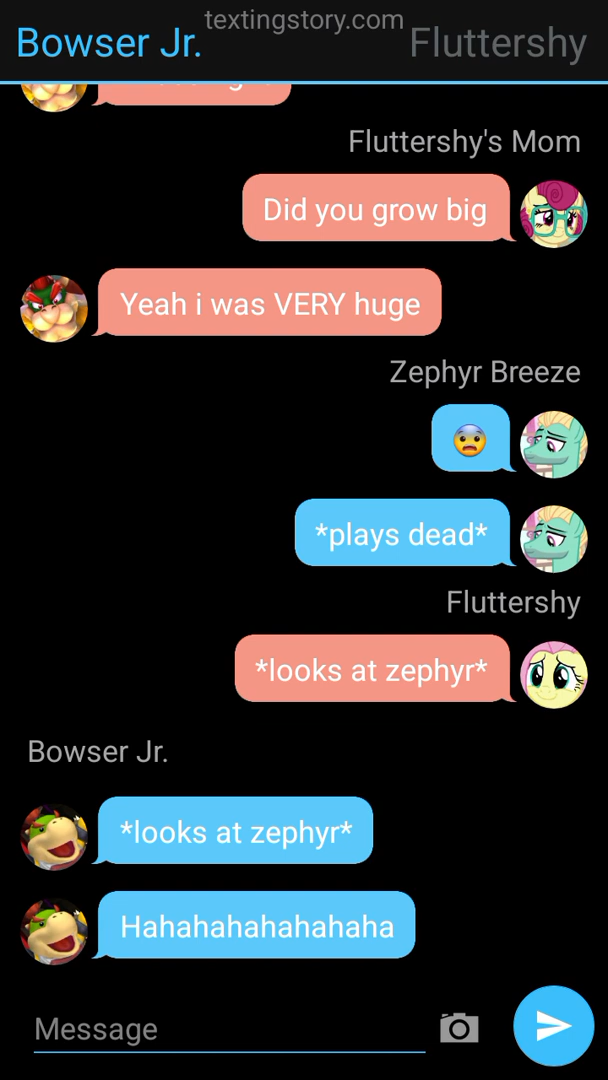 textingstory.com
Bowser Jr.
Fluttershy
Fluttershy's Mom
Did you grow big
Yeah i was VERY huge
Zephyr Breeze
*plays dead*
Fluttershy
*looks at zephyr*
Bowser Jr.
*looks at zephyr*
Hahahahahahahaha
Message